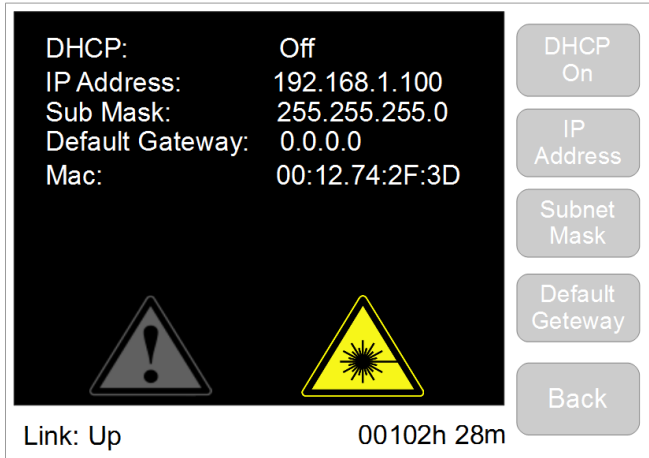 DHCP: Off
IP Address: 192.168.1.100
Sub Mask: 255.255.255.0
Default Gateway: 0.0.0.0
Mac: 00:12.74:2F:3D
DHCP
On
IP
Address
Subnet
Mask
Default
Geteway
Back
Link: Up 00102h 28m